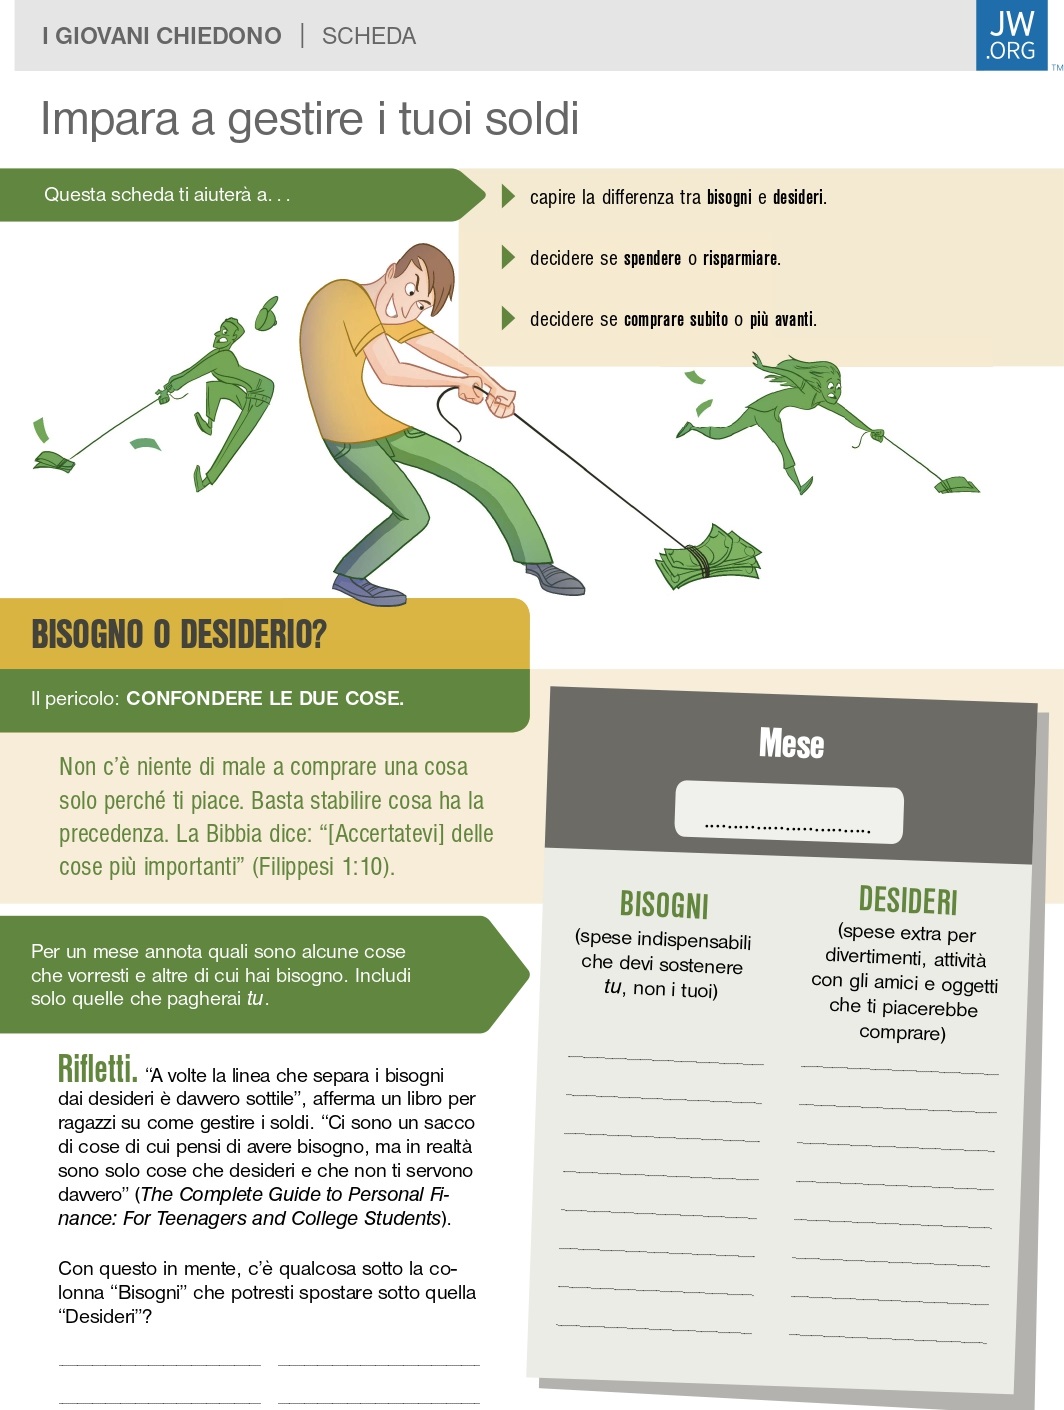 I GIOVANI CHIEDONO | SCHEDA
JW
.ORG
TM
Impara a gestire i tuoi soldi
Questa scheda ti aiuterà a. . .
capire la differenza tra bisogni e desideri.
decidere se spendere o risparmiare.
decidere se comprare subito o più avanti.
BISOGNO O DESIDERIO?
Il pericolo: CONFONDERE LE DUE COSE.
Non c’è niente di male a comprare una cosa
solo perché ti piace. Basta stabilire cosa ha la
precedenza. La Bibbia dice: “[Accertatevi] delle
cose più importanti” (Filippesi 1:10).
Per un mese annota quali sono alcune cose
che vorresti e altre di cui hai bisogno. Includi
solo quelle che pagherai tu.
Rifletti. “A volte la linea che separa i bisogni
dai desideri è davvero sottile”, afferma un libro per
ragazzi su come gestire i soldi. “Ci sono un sacco
di cose di cui pensi di avere bisogno, ma in realtà
sono solo cose che desideri e che non ti servono
davvero” (The Complete Guide to Personal Fi-
nance: For Teenagers and College Students).
Con questo in mente, c’è qualcosa sotto la co-
lonna “Bisogni” che potresti spostare sotto quella
“Desideri”?
Mese
BISOGNI
(spese indispensabili
che devi sostenere
tu, non i tuoi)
DESIDERI
(spese extra per
divertimenti, attività
con gli amici e oggetti
che ti piacerebbe
comprare)